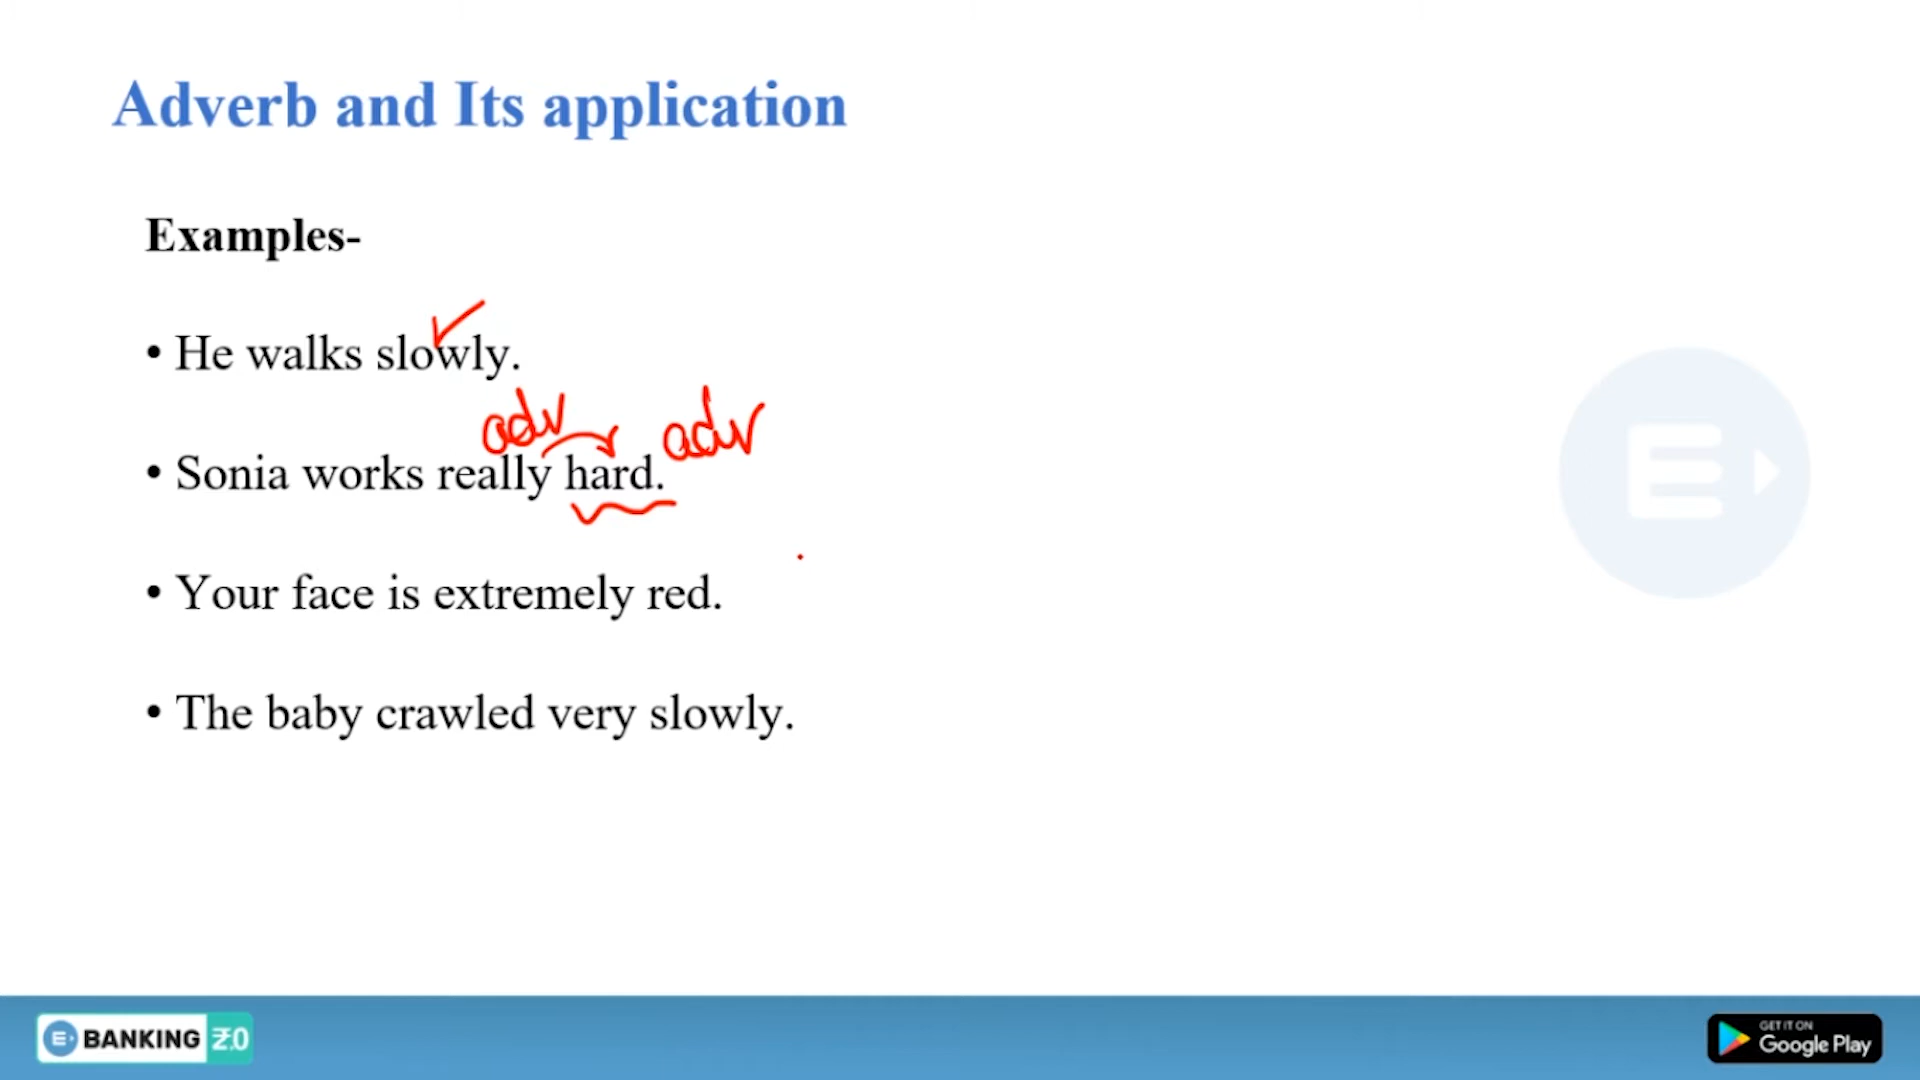 Adverb and Its application
Examples-
• He walks slowly.
adv adv
• Sonia works really hard.
• Your face is extremely red.
• The baby crawled very slowly.
E BANKING ₹2.0
GET IT ON
Google Play